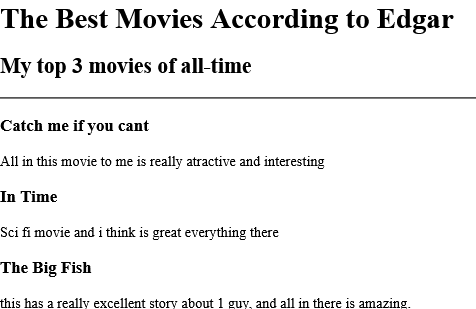 The Best Movies According to Edgar
My top 3 movies of all-time
Catch me if you cant
All in this movie to me is really atractive and interesting
In Time
Sci fi movie and i think is great everything there
The Big Fish
this has a really excellent story about 1 guy, and all in there is amazing.